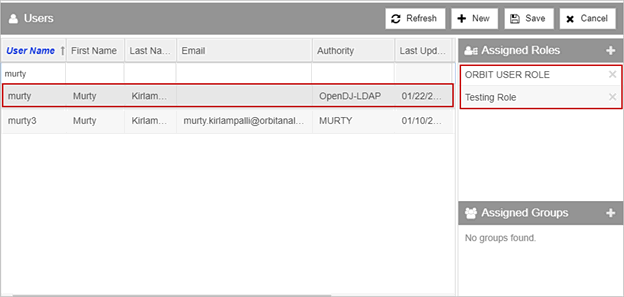 Users
Refresh
New
Save
Cancel
User Name First Name Last Na... Email Authority Last Upd...
murty
murty Murty Kirlam... OpenDJ-LDAP 01/22/2...
murty3 Murty Kirlam... murty.kirlampalli@orbitanal... MURTY 01/10/2...
Assigned Roles
ORBIT USER ROLE
Testing Role
Assigned Groups
No groups found.